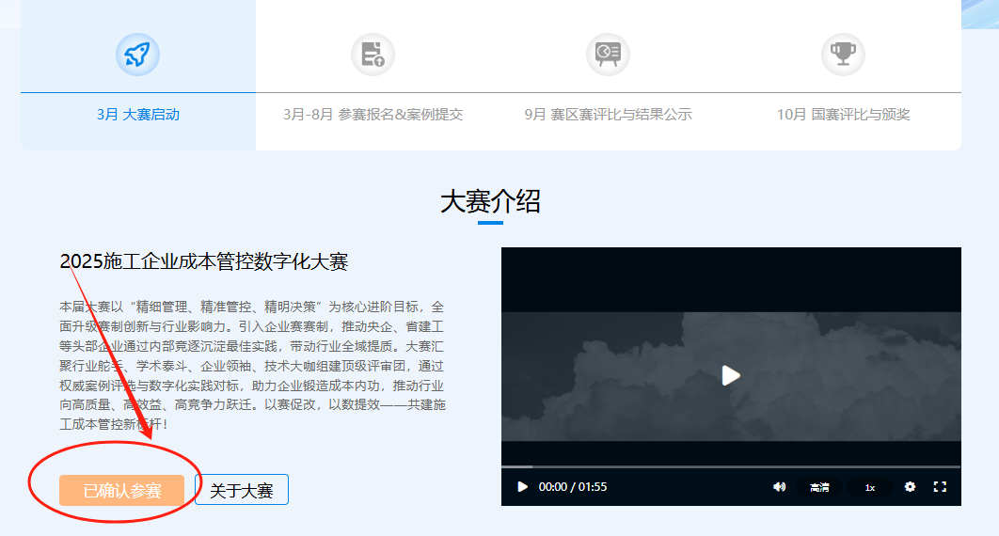 3月 大赛启动
3月-8月 参赛报名&案例提交
9月 赛区赛评比与结果公示
10月 国赛评比与颁奖
大赛介绍
2025施工企业成本管控数字化大赛
本届大赛以“精细管理、精准管控、精明决策”为核心进阶目标，全
面升级赛制创新与行业影响力。引入企业赛赛制，推动央企、省建工
等头部企业通过内部竞逐沉淀最佳实践，带动行业全域提质。大赛汇
聚行业舵手、学术泰斗、企业领袖、技术大咖组建顶级评审团，通过
权威案例评选与数字化实践对标，助力企业锻造成本内功，推动行业
向高质量、高效益、高竞争力跃迁。以赛促改，以数提效——共建施
工成本管控新标杆！
已确认参赛
关于大赛
00:00 / 01:55
高清
1x